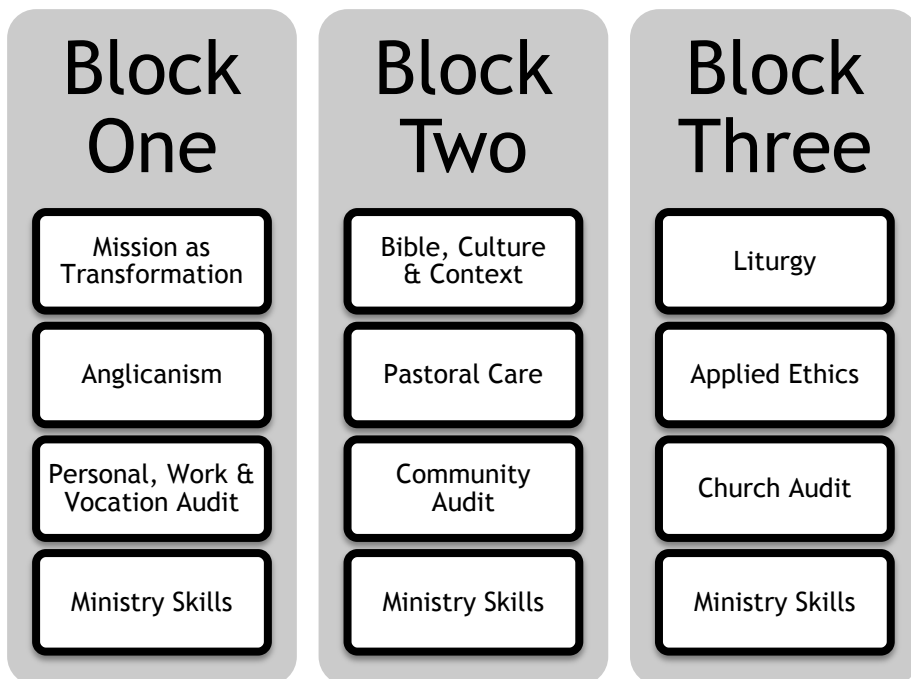 Block
One
Mission as
Transformation
Anglicanism
Personal, Work &
Vocation Audit
Ministry Skills
Block
Two
Bible, Culture
& Context
Pastoral Care
Community
Audit
Ministry Skills
Block
Three
Liturgy
Applied Ethics
Church Audit
Ministry Skills